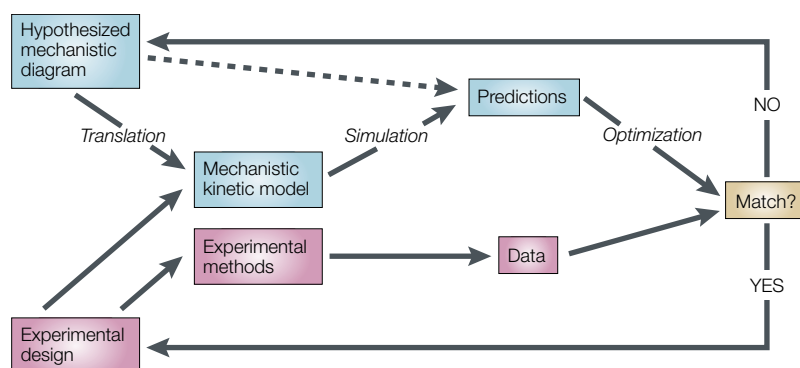 Hypothesized
mechanistic
diagram
Predictions
NO
Translation
Simulation
Optimization
Mechanistic
kinetic model
Match?
Experimental
methods
Data
YES
Experimental
design